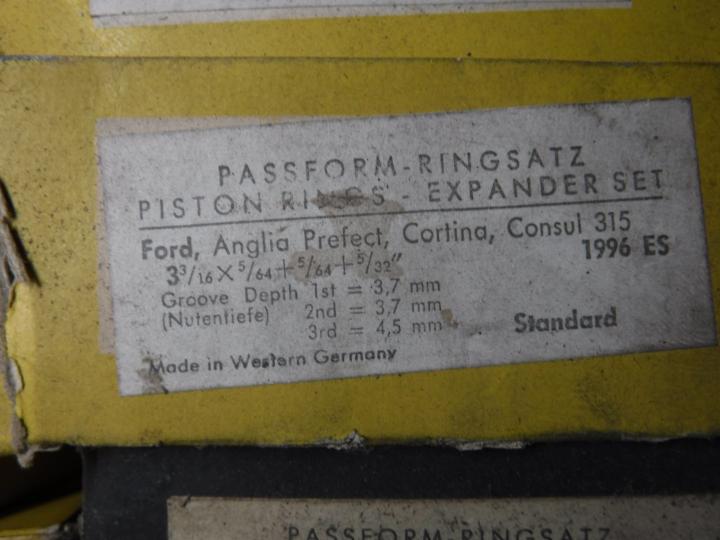 PASSFORM-RINGSATZ
PISTON RINGS - EXPANDER SET
Ford, Anglia Prefect, Cortina, Consul 315
3 3/16 X 5/64 + 5/64 + 5/32" 1996 ES
Groove Depth 1st = 3,7 mm
(Nutentiefe) 2nd = 3,7 mm
3rd = 4,5 mm
Standard
Made in Western Germany
PASSFORM-RINGSATZ